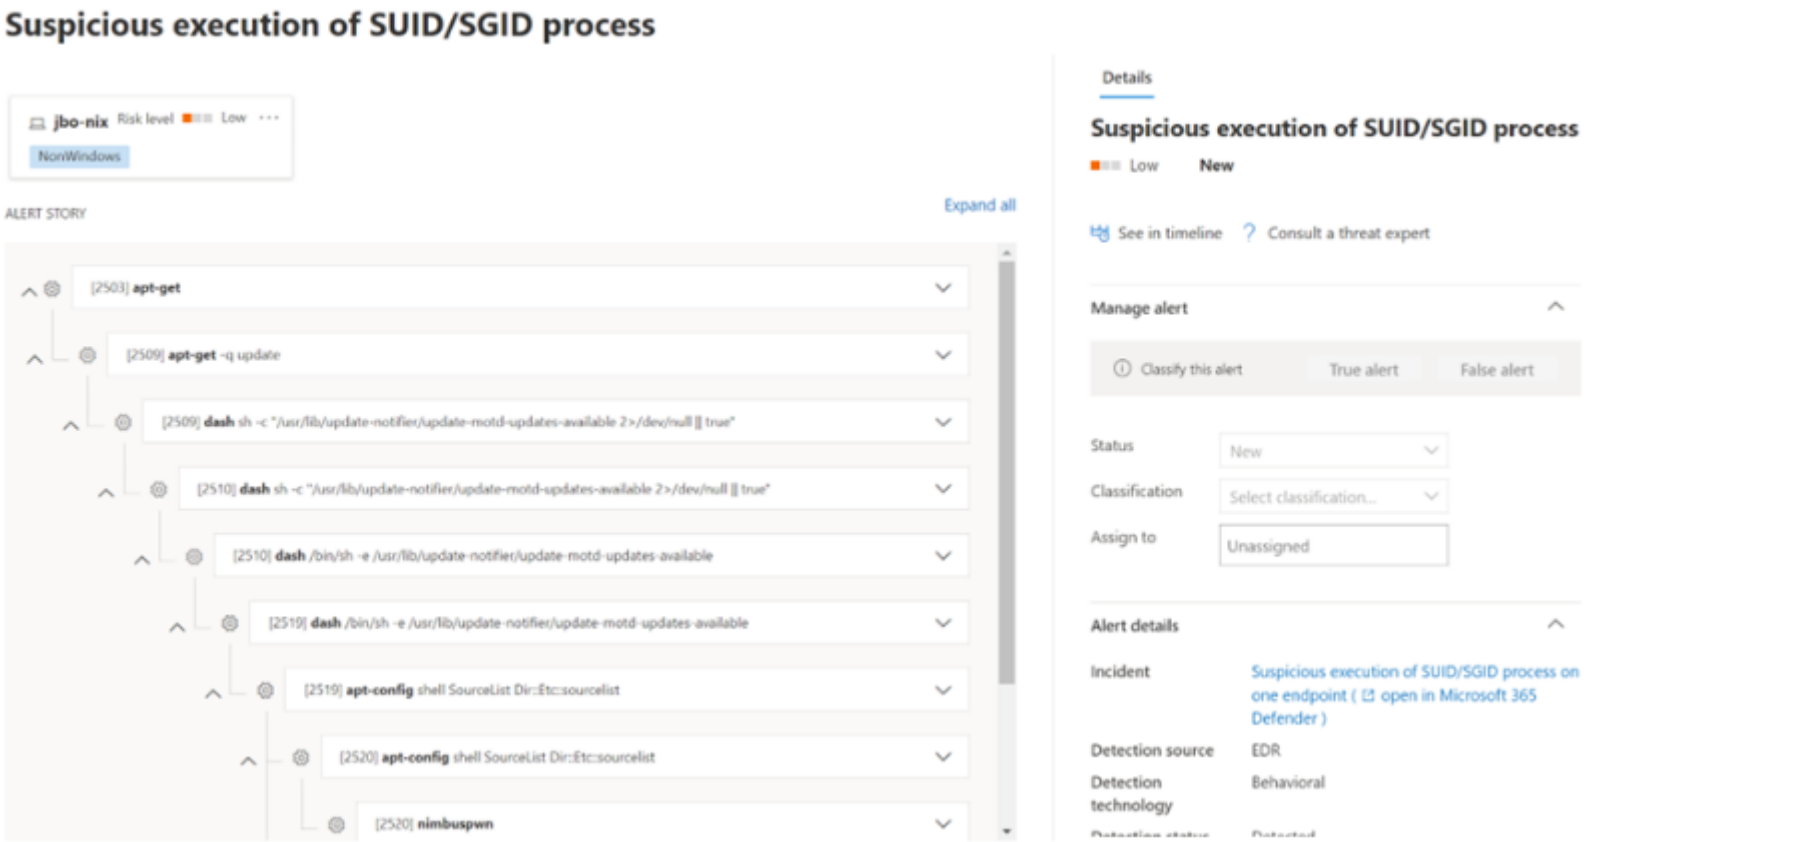 Suspicious execution of SUID/SGID process
jbo-nix Risk level Low ...
NonWindows
ALERT STORY
Expand all
[2503] apt-get
[2509] apt-get -q update
[2509] dash sh -c "/usr/lib/update-notifier/update-motd-updates-available 2>/dev/null || true"
[2510] dash sh -c "/usr/lib/update-notifier/update-motd-updates-available 2>/dev/null || true"
[2510] dash /bin/sh -e /usr/lib/update-notifier/update-motd-updates-available
[2519] dash /bin/sh -e /usr/lib/update-notifier/update-motd-updates-available
[2519] apt-config shell SourceList Dir::Etc::sourcelist
[2520] apt-config shell SourceList Dir::Etc::sourcelist
[2520] nimbuspwn
Details
Suspicious execution of SUID/SGID process
Low New
See in timeline ? Consult a threat expert
Manage alert
Classify this alert True alert False alert
Status New
Classification Select classification...
Assign to Unassigned
Alert details
Incident Suspicious execution of SUID/SGID process on
one endpoint ( open in Microsoft 365
Defender )
Detection source EDR
Detection Behavioral
technology
Detection status Detected